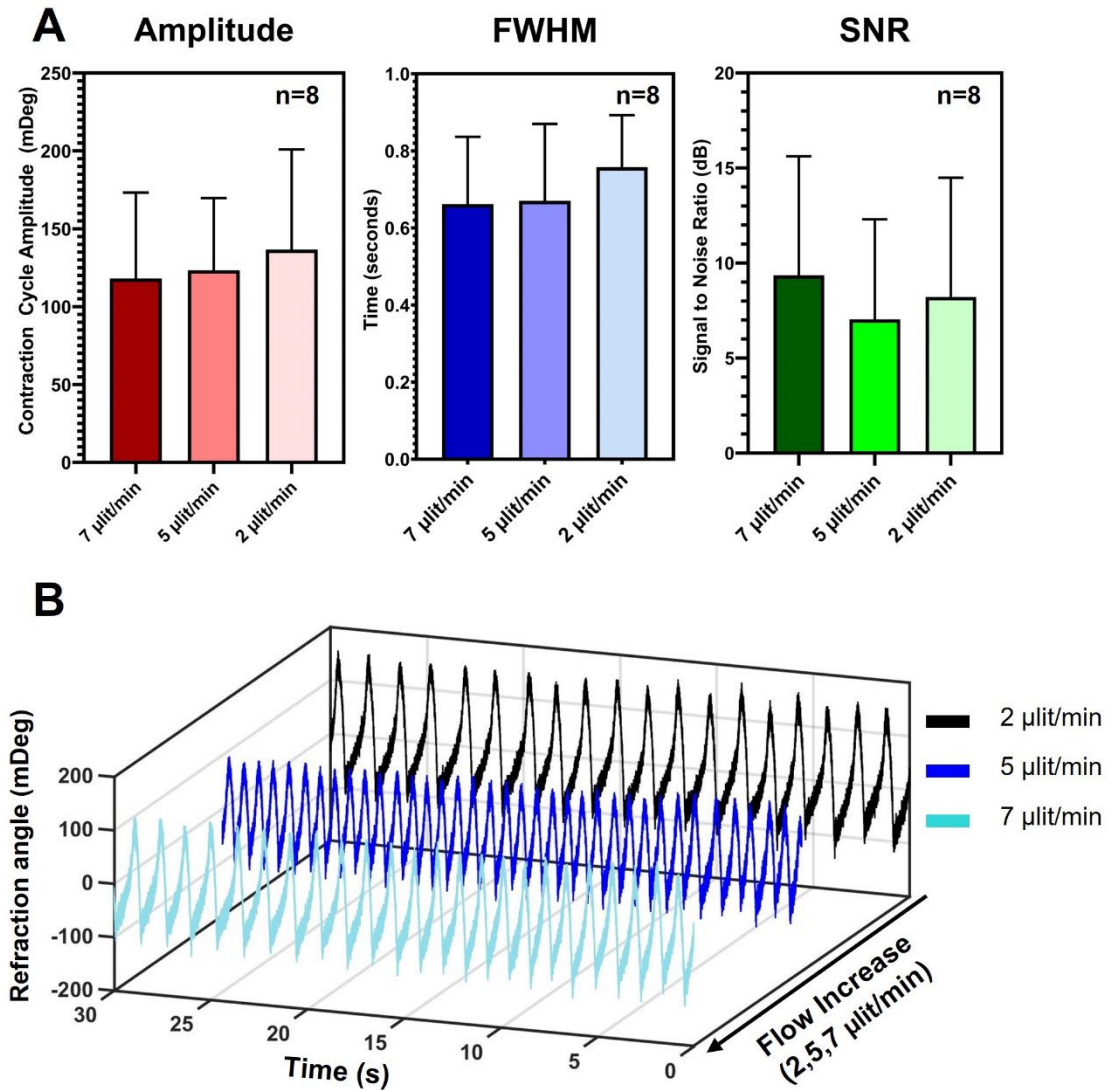 A
Amplitude
FWHM
SNR
Contraction Cycle Amplitude (mDeg)
250
200
150
100
50
0
n=8
7 µlit/min
5 µlit/min
2 µlit/min
Time (seconds)
1.0
0.8
0.6
0.4
0.2
0.0
n=8
7 µlit/min
5 µlit/min
2 µlit/min
Signal to Noise Ratio (dB)
20
15
10
5
0
n=8
7 µlit/min
5 µlit/min
2 µlit/min
B
Refraction angle (mDeg)
200
100
0
-100
-200
30
25
20
15
10
5
0
Time (s)
Flow Increase
(2,5,7 µlit/min)
2 µlit/min
5 µlit/min
7 µlit/min